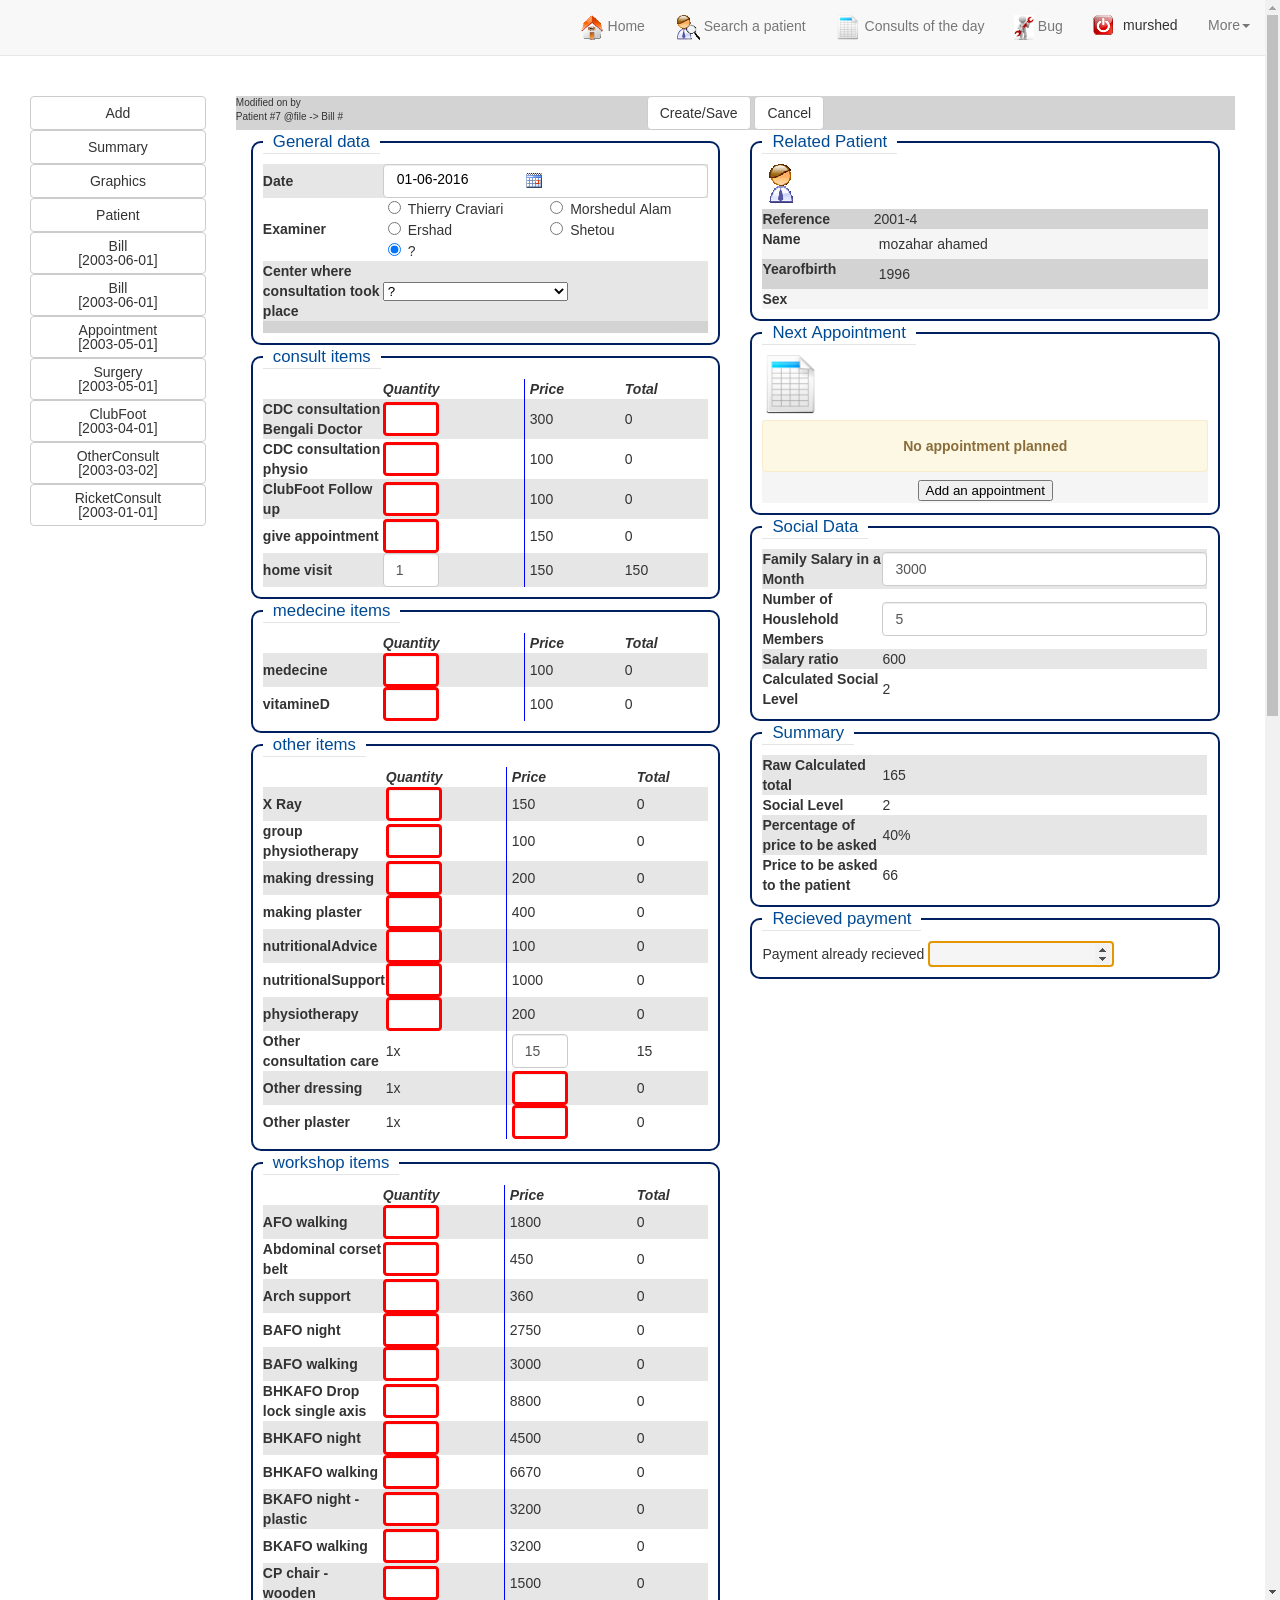 Home Search a patient Consults of the day Bug murshed More
Add
Summary
Graphics
Patient
Bill
[2003-06-01]
Bill
[2003-06-01]
Appointment
[2003-05-01]
Surgery
[2003-05-01]
ClubFoot
[2003-04-01]
OtherConsult
[2003-03-02]
RicketConsult
[2003-01-01]
Modified on by
Patient #7 @file -> Bill #
Create/Save Cancel
General data
Date 01-06-2016
Examiner
Thierry Craviari Morshedul Alam
Ershad Shetou
?
Center where
consultation took
place
?
consult items
Quantity Price Total
CDC consultation
Bengali Doctor
300 0
CDC consultation
physio
100 0
ClubFoot Follow
up
100 0
give appointment 150 0
home visit 1 150 150
medecine items
Quantity Price Total
medecine 100 0
vitamineD 100 0
other items
Quantity Price Total
X Ray 150 0
group
physiotherapy
100 0
making dressing 200 0
making plaster 400 0
nutritionalAdvice 100 0
nutritionalSupport 1000 0
physiotherapy 200 0
Other
consultation care
1x 15 15
Other dressing 1x 0
Other plaster 1x 0
workshop items
Quantity Price Total
AFO walking 1800 0
Abdominal corset
belt
450 0
Arch support 360 0
BAFO night 2750 0
BAFO walking 3000 0
BHKAFO Drop
lock single axis
8800 0
BHKAFO night 4500 0
BHKAFO walking 6670 0
BKAFO night -
plastic
3200 0
BKAFO walking 3200 0
CP chair -
wooden
1500 0
Related Patient
Reference 2001-4
Name mozahar ahamed
Yearofbirth 1996
Sex
Next Appointment
No appointment planned
Add an appointment
Social Data
Family Salary in a
Month
3000
Number of
Houslehold
Members
5
Salary ratio 600
Calculated Social
Level
2
Summary
Raw Calculated
total
165
Social Level 2
Percentage of
price to be asked
40%
Price to be asked
to the patient
66
Recieved payment
Payment already recieved